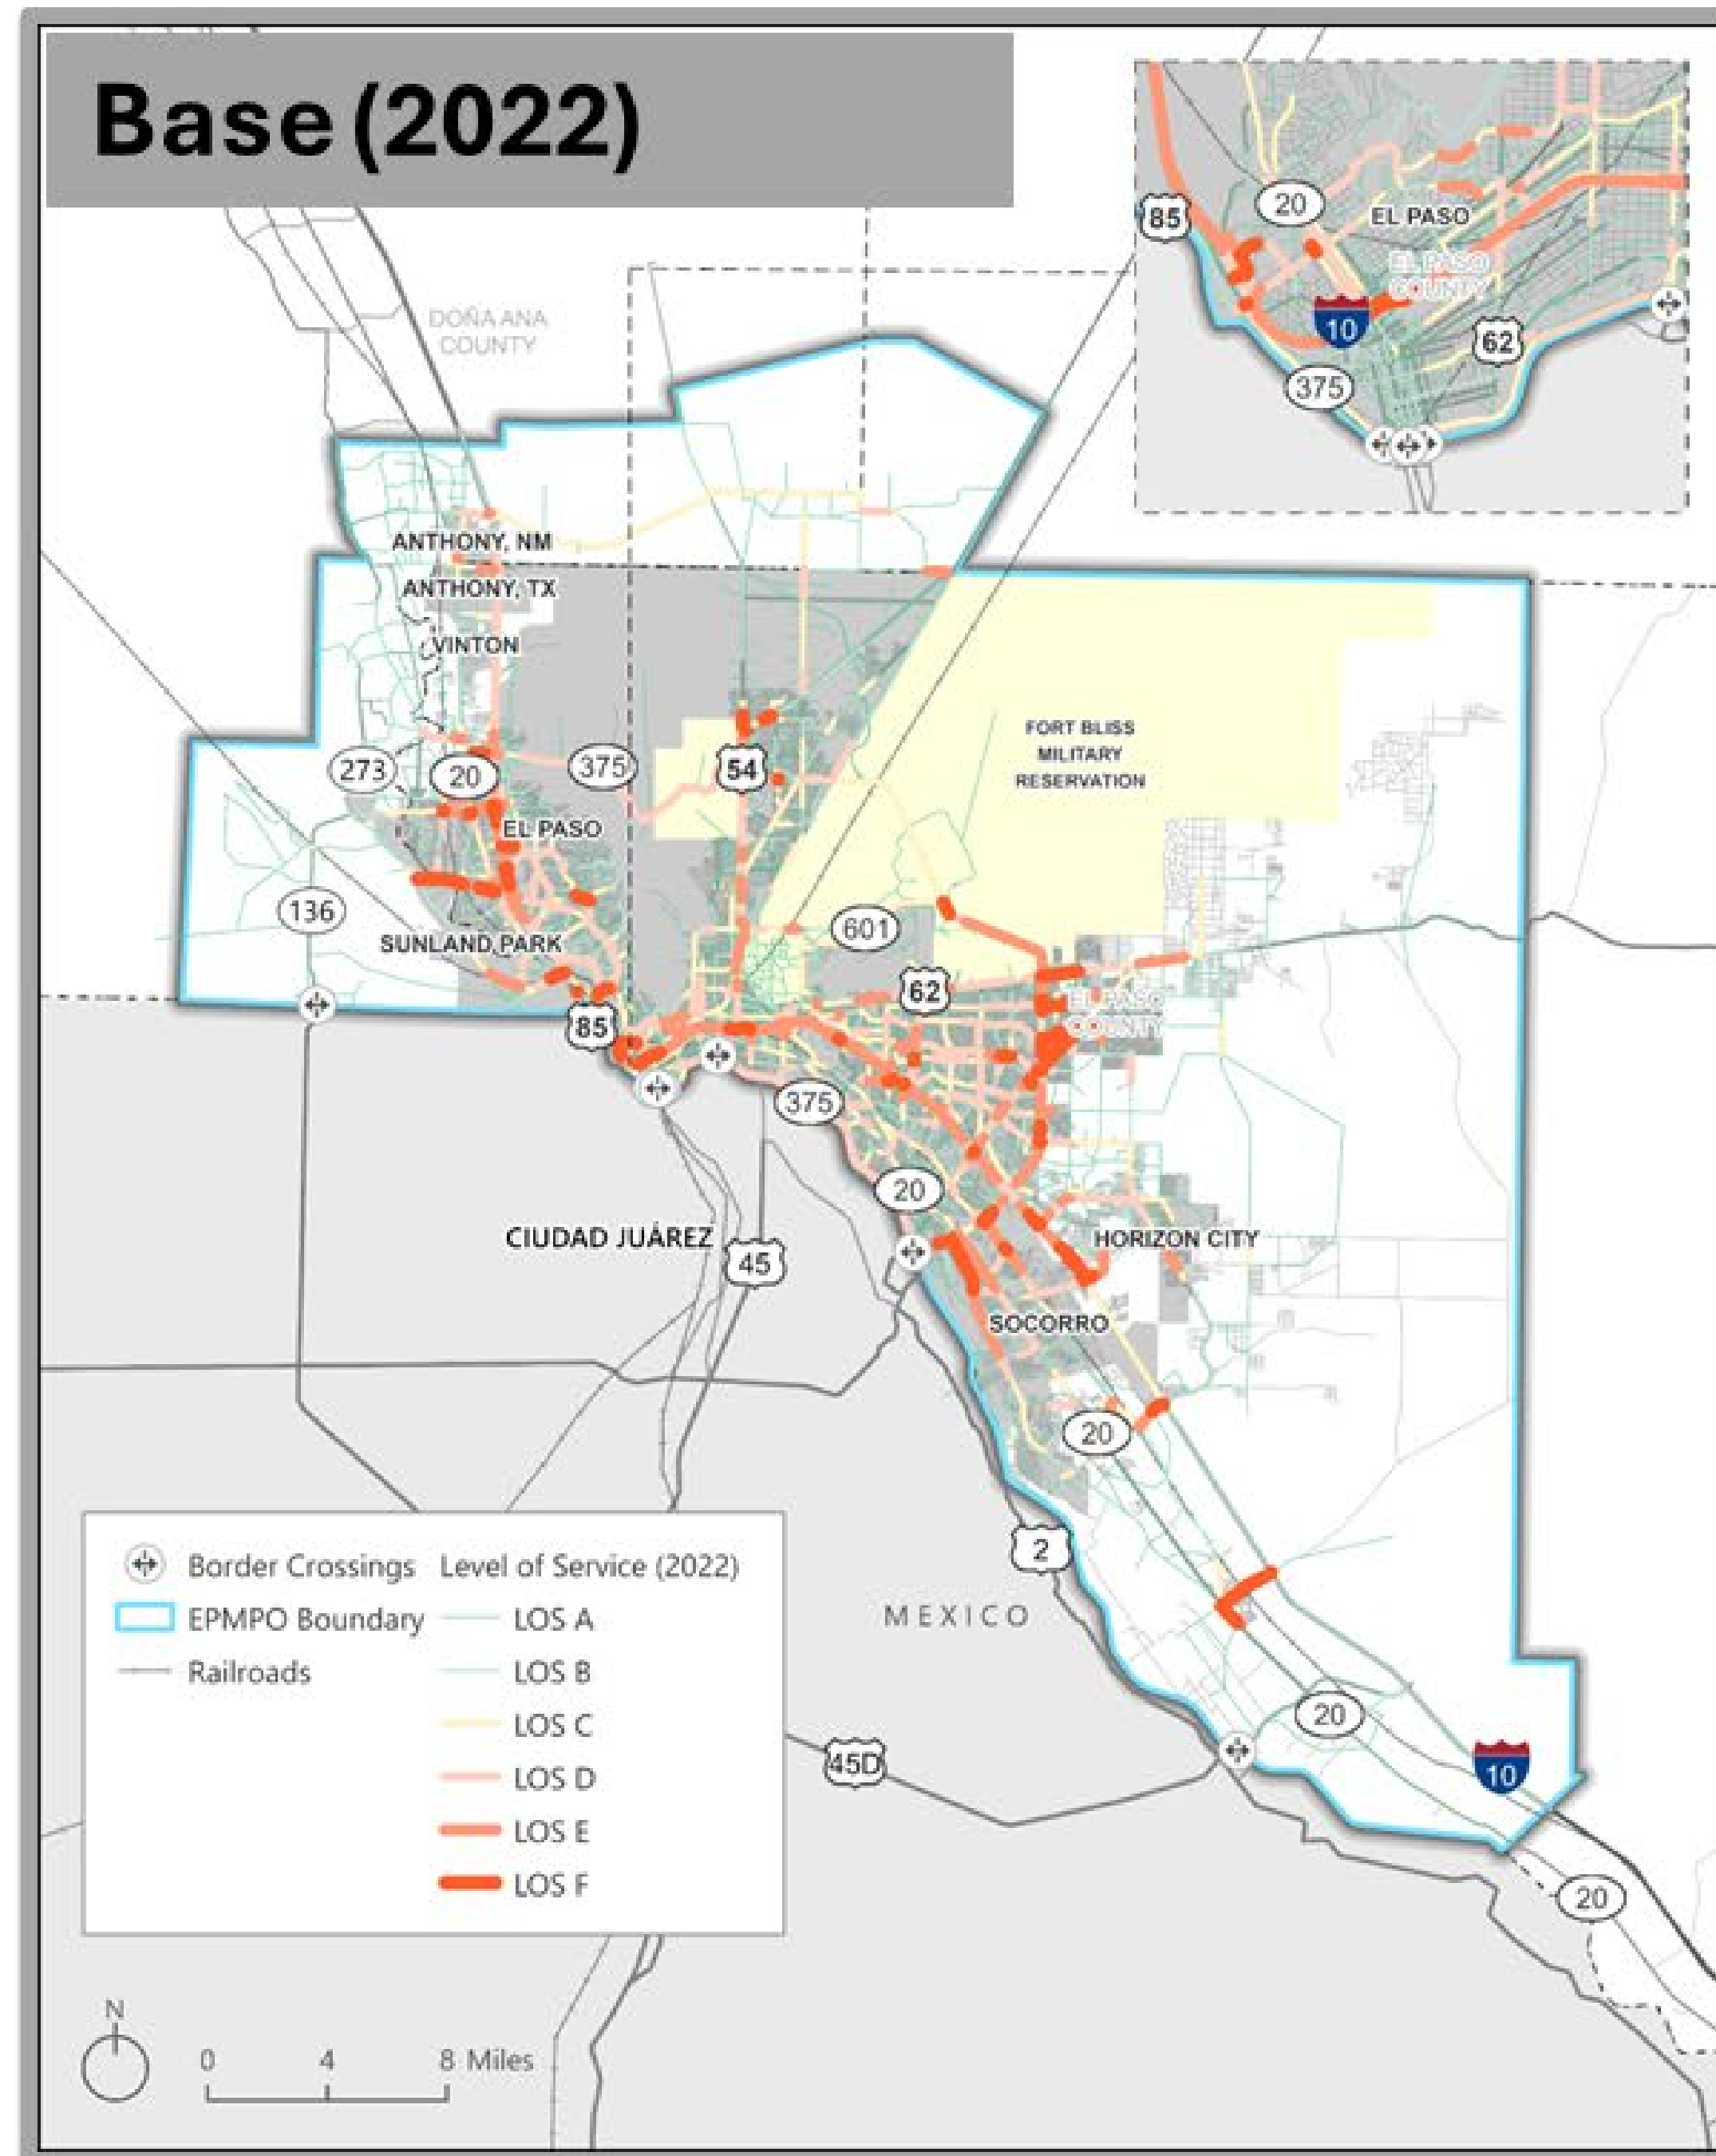 Base (2022)
85
20
EL PASO
EL PASO
COUNTY
10
62
375
DOÑA ANA
COUNTY
ANTHONY, NM
ANTHONY, TX
VINTON
273
20
375
54
FORT BLISS
MILITARY
RESERVATION
EL PASO
136
601
SUNLAND PARK
62
85
EL PASO
COUNTY
375
20
CIUDAD JUÁREZ
45
HORIZON CITY
SOCORRO
20
2
MEXICO
20
45D
10
20
Border Crossings
EPMPO Boundary
Railroads
Level of Service (2022)
LOS A
LOS B
LOS C
LOS D
LOS E
LOS F
N
0 4 8 Miles